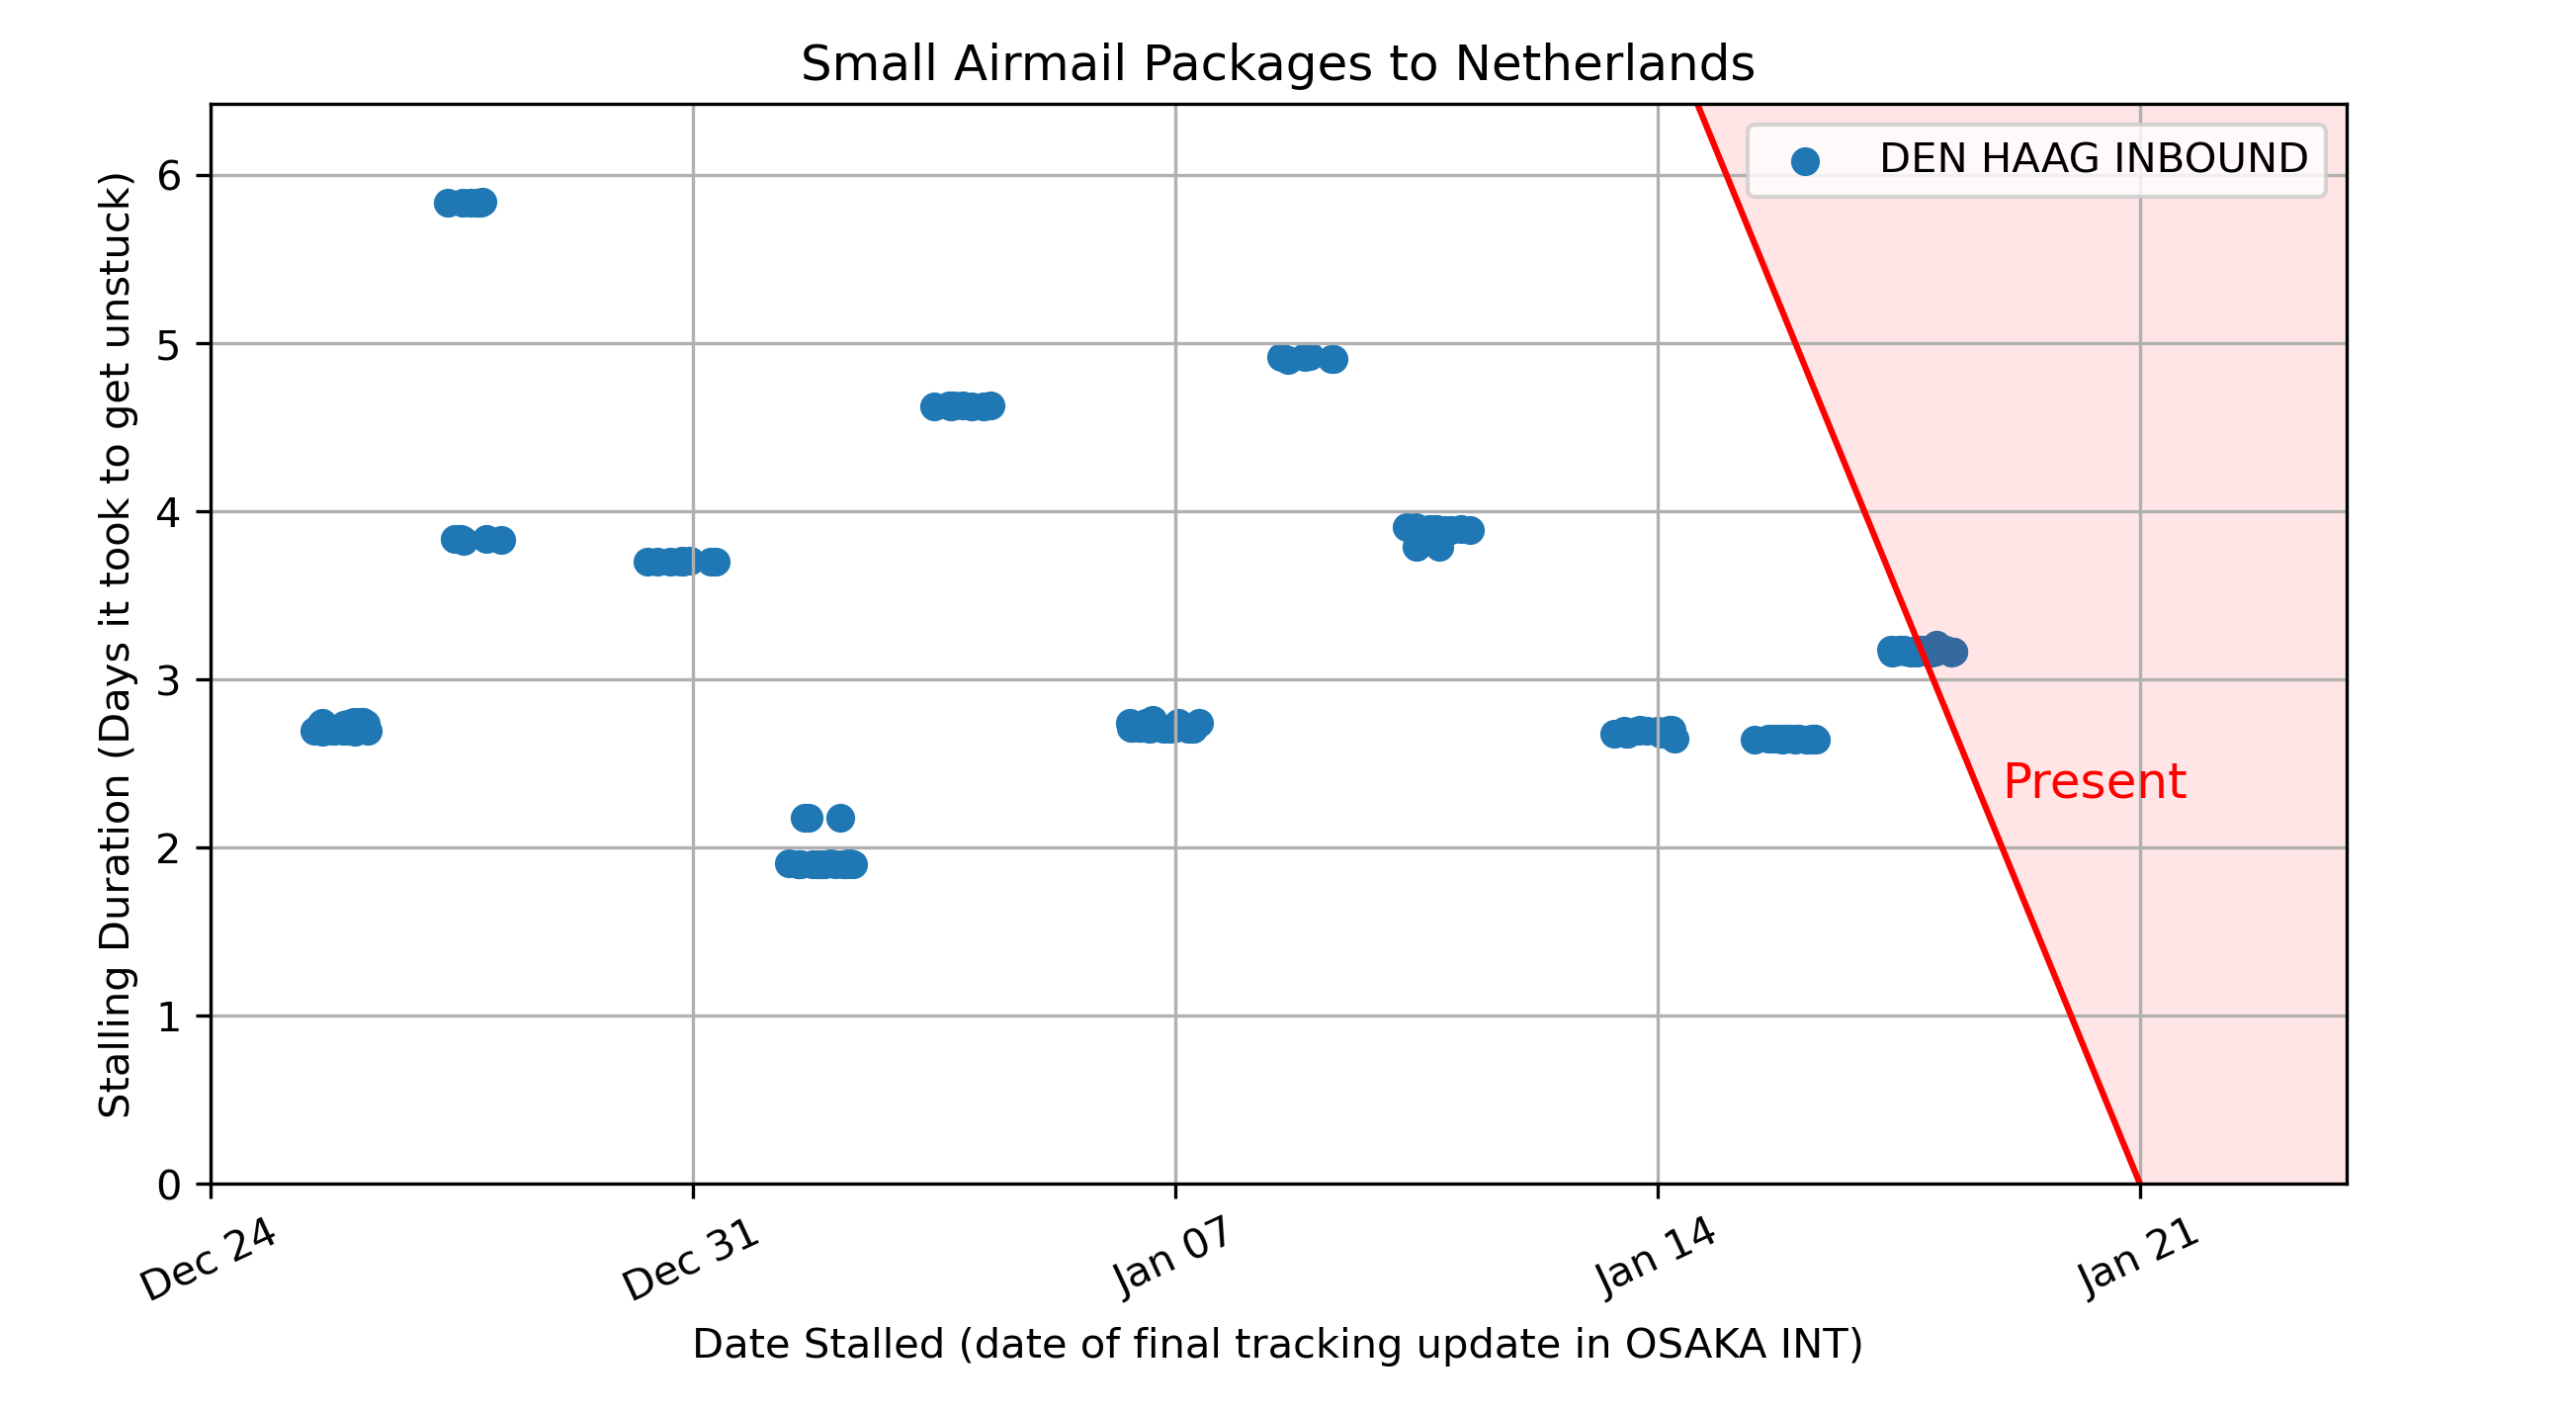 Small Airmail Packages to Netherlands
DEN HAAG INBOUND
Stalling Duration (Days it took to get unstuck)
6
5
4
3
2
1
0
Present
Dec 24
Dec 31
Jan 07
Jan 14
Jan 21
Date Stalled (date of final tracking update in OSAKA INT)